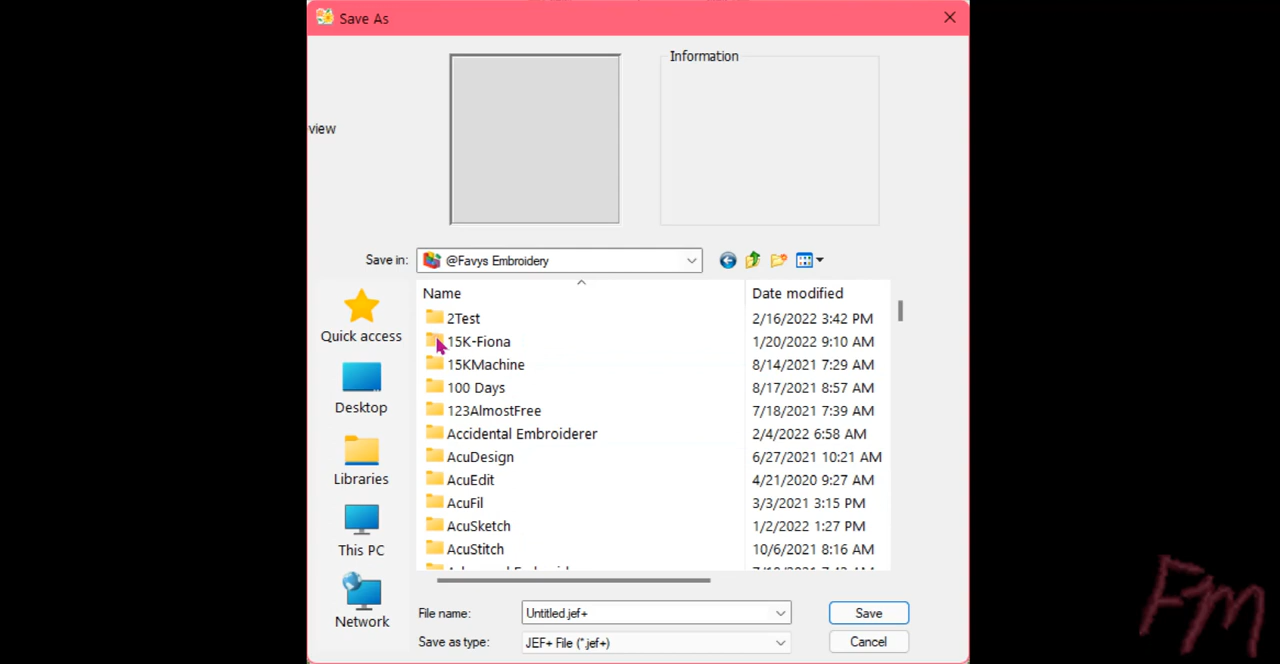 Save As
Information
view
Save in: @Favys Embroidery
Name Date modified
2Test 2/16/2022 3:42 PM
15K-Fiona 1/20/2022 9:10 AM
15KMachine 8/14/2021 7:29 AM
100 Days 8/17/2021 8:57 AM
123AlmostFree 7/18/2021 7:39 AM
Accidental Embroiderer 2/4/2022 6:58 AM
AcuDesign 6/27/2021 10:21 AM
AcuEdit 4/21/2020 9:27 AM
AcuFil 3/3/2021 3:15 PM
AcuSketch 1/2/2022 1:27 PM
AcuStitch 10/6/2021 8:16 AM
Quick access
Desktop
Libraries
This PC
Network
File name: Untitled.jef+ Save
Save as type: JEF+ File (*.jef+) Cancel
FM